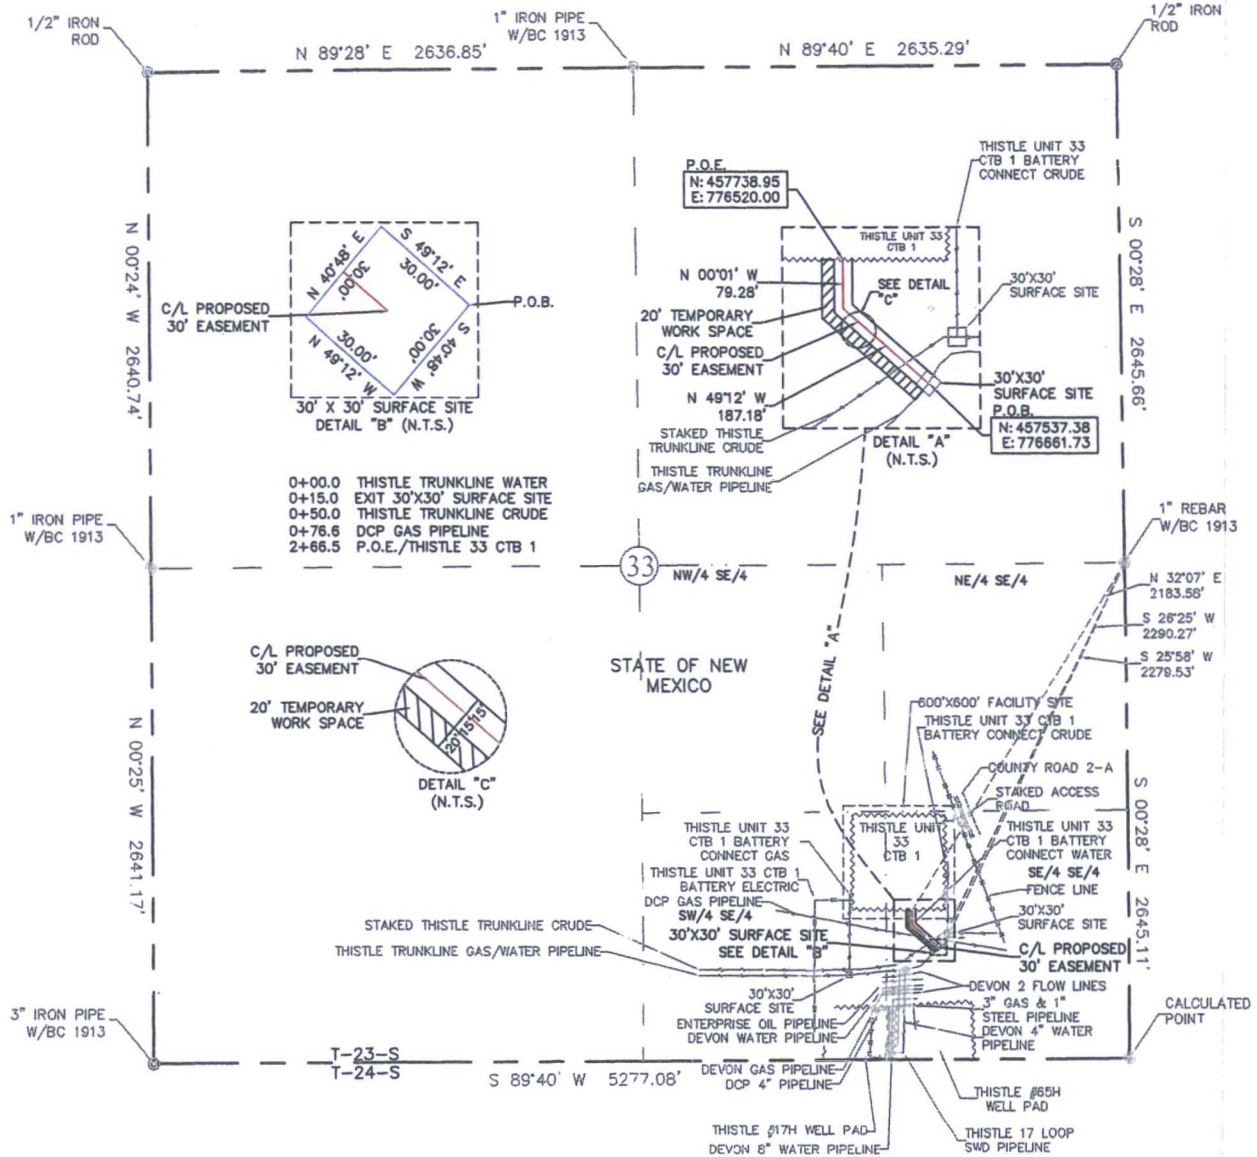 1/2" IRON
ROD
N 89°28' E 2636.85'
1" IRON PIPE
W/BC 1913
N 89°40' E 2635.29'
1/2" IRON
ROD
THISTLE UNIT 33
CTB 1 BATTERY
CONNECT CRUDE
P.O.E.
N: 457738.95
E: 776520.00
THISTLE UNIT 33
CTB 1
N 00°01' W
79.28'
SEE DETAIL
"C"
30'X30'
SURFACE SITE
20' TEMPORARY
WORK SPACE
C/L PROPOSED
30' EASEMENT
N 49°12' W
187.18'
STAKED THISTLE
TRUNKLINE CRUDE
THISTLE TRUNKLINE
GAS/WATER PIPELINE
30'X30'
SURFACE SITE
P.O.B.
N: 457537.38
E: 776661.73
DETAIL "A"
(N.T.S.)
N 00°24' W 2640.74'
S 00°28' E 2645.66'
N 40°48' E
30.00'
S 49°12' E
30.00'
P.O.B.
C/L PROPOSED
30' EASEMENT
N 49°12' W
30.00'
S 40°48' W
30.00'
30' X 30' SURFACE SITE
DETAIL "B" (N.T.S.)
0+00.0 THISTLE TRUNKLINE WATER
0+15.0 EXIT 30'X30' SURFACE SITE
0+50.0 THISTLE TRUNKLINE CRUDE
0+76.6 DCP GAS PIPELINE
2+66.5 P.O.E./THISTLE 33 CTB 1
1" IRON PIPE
W/BC 1913
1" REBAR
W/BC 1913
33
NW/4 SE/4
NE/4 SE/4
N 32°07' E
2183.58'
S 26°25' W
2290.27'
S 25°58' W
2279.53'
C/L PROPOSED
30' EASEMENT
20' TEMPORARY
WORK SPACE
20'15'15'
DETAIL "C"
(N.T.S.)
STATE OF NEW
MEXICO
SEE DETAIL "A"
N 00°25' W 2641.17'
S 00°28' E 2645.11'
600'X600' FACILITY SITE
THISTLE UNIT 33 CTB 1
BATTERY CONNECT CRUDE
COUNTY ROAD 2-A
STAKED ACCESS
ROAD
THISTLE UNIT 33
CTB 1 BATTERY
CONNECT GAS
THISTLE UNIT
33
CTB 1
THISTLE UNIT 33
CTB 1 BATTERY
CONNECT WATER
THISTLE UNIT 33 CTB 1
BATTERY ELECTRIC
SE/4 SE/4
FENCE LINE
DCP GAS PIPELINE
SW/4 SE/4
30'X30'
SURFACE SITE
STAKED THISTLE TRUNKLINE CRUDE
30'X30' SURFACE SITE
SEE DETAIL "B"
THISTLE TRUNKLINE GAS/WATER PIPELINE
C/L PROPOSED
30' EASEMENT
DEVON 2 FLOW LINES
30'X30'
SURFACE SITE
3" GAS & 1"
STEEL PIPELINE
ENTERPRISE OIL PIPELINE
DEVON WATER PIPELINE
DEVON 4" WATER
PIPELINE
3" IRON PIPE
W/BC 1913
CALCULATED
POINT
T-23-S
T-24-S
S 89°40' W 5277.08'
DEVON GAS PIPELINE
DCP 4" PIPELINE
THISTLE #65H
WELL PAD
THISTLE #17H WELL PAD
DEVON 8" WATER PIPELINE
THISTLE 17 LOOP
SWD PIPELINE